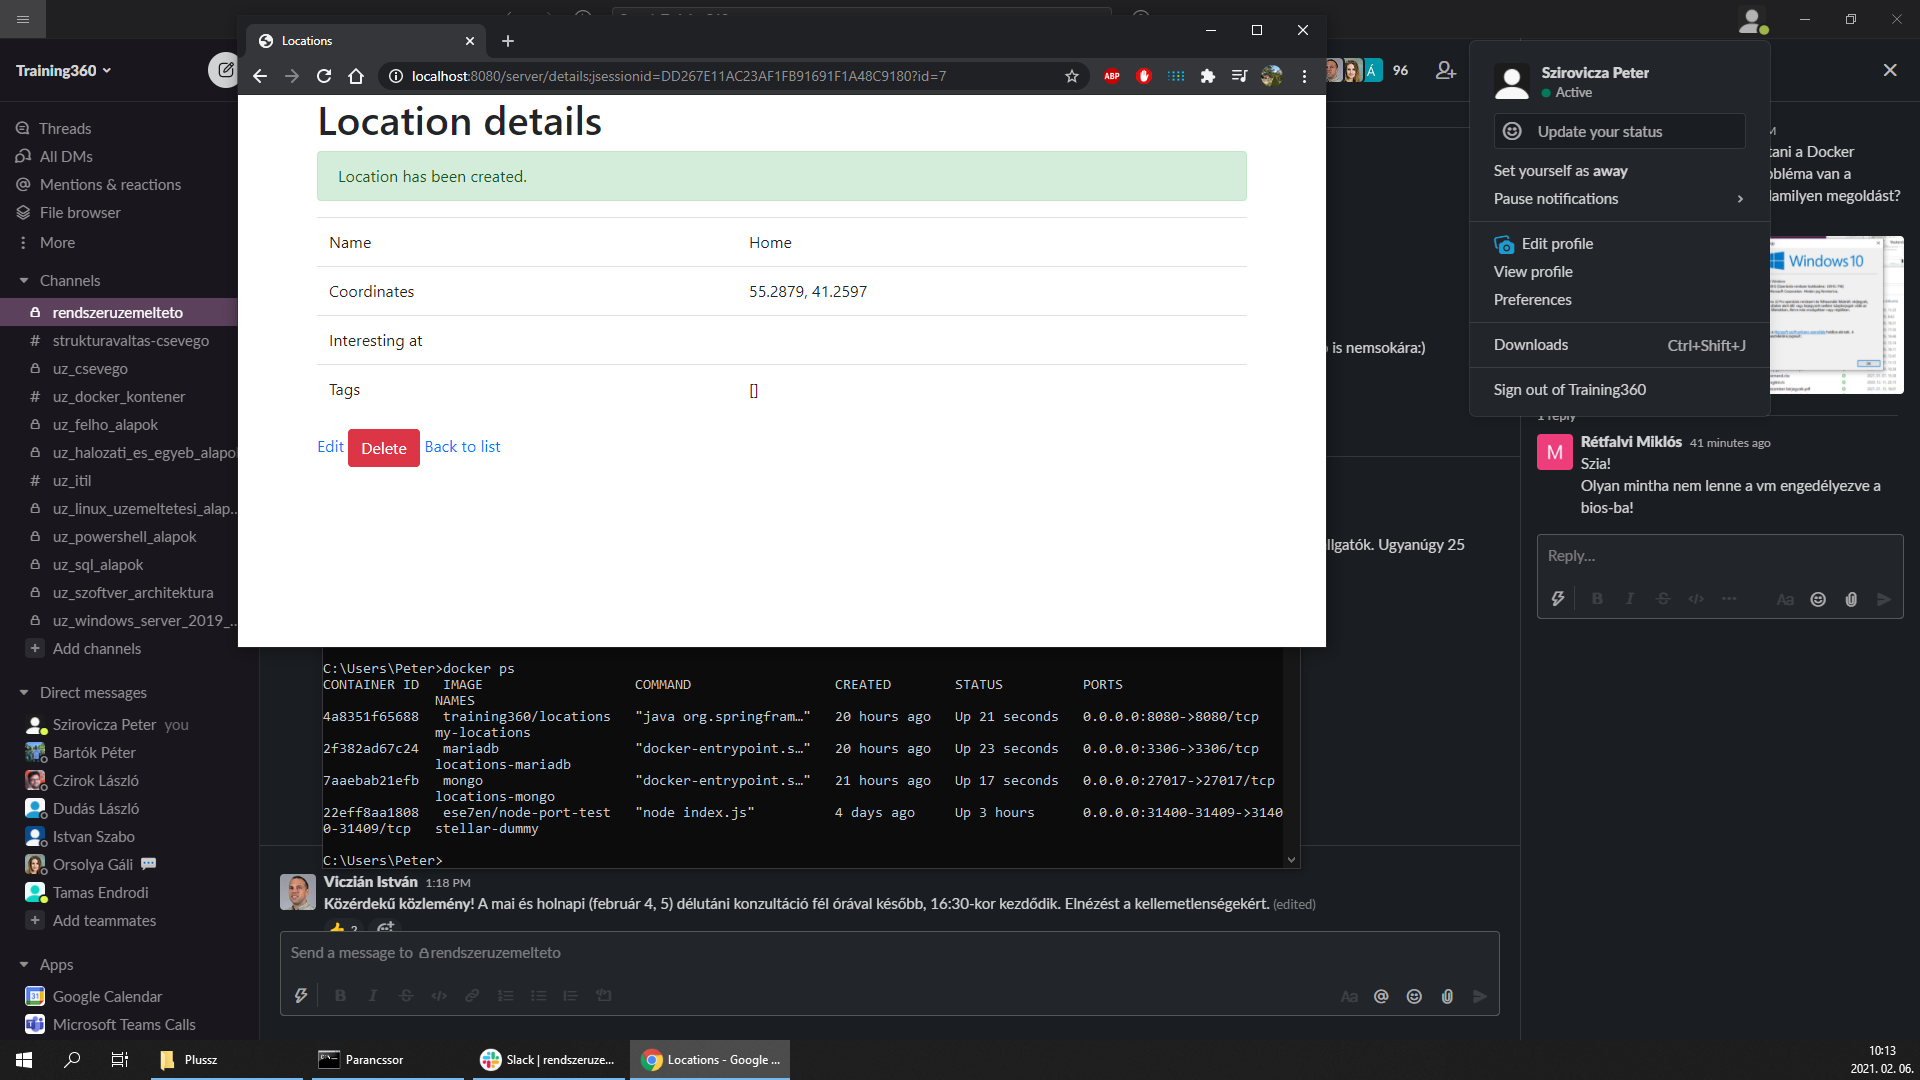 Locations
localhost:8080/server/details;jsessionid=DD267E11AC23AF1FB91691F1A48C9180?id=7
ABP
Location details
Location has been created.
Name Home
Coordinates 55.2879, 41.2597
Interesting at
Tags []
Edit Delete Back to list
Training360
Threads
All DMs
Mentions & reactions
File browser
More
Channels
rendszeruzemelteto
# strukturavaltas-csevego
uz_csevego
# uz_docker_kontener
uz_felho_alapok
uz_halozati_es_egyeb_alapo
# uz_itil
uz_linux_uzemeltetesi_alap...
uz_powershell_alapok
uz_sql_alapok
uz_szoftver_architektura
uz_windows_server_2019_...
+ Add channels
Direct messages
Szirovicza Peter you
Bartók Péter
Czirok László
Dudás László
Istvan Szabo
Orsolya Gáli
Tamas Endrodi
+ Add teammates
Apps
31 Google Calendar
Microsoft Teams Calls
C:\Users\Peter>docker ps
CONTAINER ID IMAGE COMMAND CREATED STATUS PORTS
NAMES
4a8351f65688 training360/locations "java org.springfram…" 20 hours ago Up 21 seconds 0.0.0.0:8080->8080/tcp
my-locations
2f382ad67c24 mariadb "docker-entrypoint.s…" 20 hours ago Up 23 seconds 0.0.0.0:3306->3306/tcp
locations-mariadb
7aaebab21efb mongo "docker-entrypoint.s…" 21 hours ago Up 17 seconds 0.0.0.0:27017->27017/tcp
locations-mongo
22eff8aa1808 ese7en/node-port-test "node index.js" 4 days ago Up 3 hours 0.0.0.0:31400-31409->3140
0-31409/tcp stellar-dummy
C:\Users\Peter>
Viczián István 1:18 PM
Közérdekű közlemény! A mai és holnapi (február 4, 5) délutáni konzultáció fél órával később, 16:30-kor kezdődik. Elnézést a kellemetlenségekért. (edited)
2
Send a message to rendszeruzemelteto
B I S </> Aa @
Á 96
is nemsokára:)
llgatók. Ugyanúgy 25
Szirovicza Peter
Active
Update your status
Set yourself as away
Pause notifications
Edit profile
View profile
Preferences
Downloads Ctrl+Shift+J
Sign out of Training360
M
tani a Docker
obléma van a
lamilyen megoldást?
Windows 10
1 reply
M Rétfalvi Miklós 41 minutes ago
Szia!
Olyan mintha nem lenne a vm engedélyezve a
bios-ba!
Reply...
B I S </> ... Aa
Plussz
Parancssor
Slack | rendszeruze...
Locations - Google ...
10:13
2021. 02. 06.